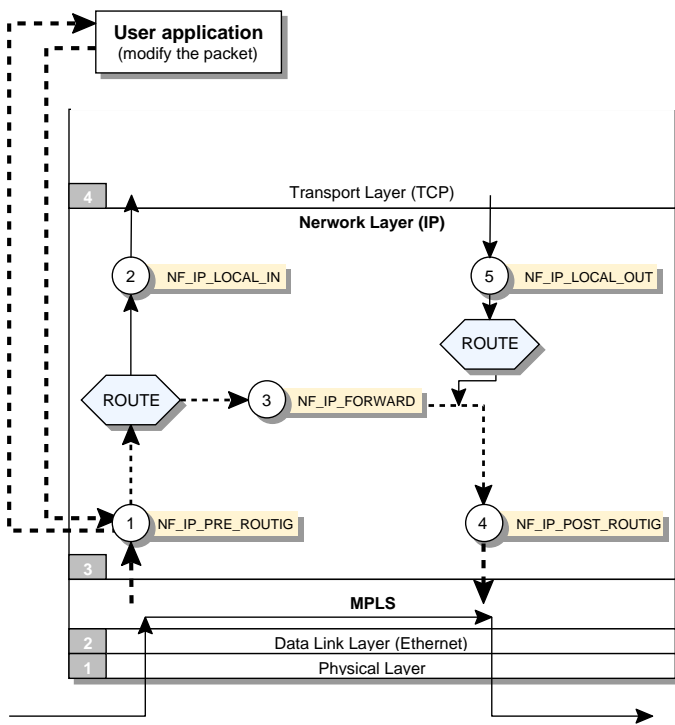 User application
(modify the packet)
4
Transport Layer (TCP)
Nerwork Layer (IP)
2
NF_IP_LOCAL_IN
5
NF_IP_LOCAL_OUT
ROUTE
ROUTE
3
NF_IP_FORWARD
1
NF_IP_PRE_ROUTIG
4
NF_IP_POST_ROUTIG
3
MPLS
2
Data Link Layer (Ethernet)
1
Physical Layer